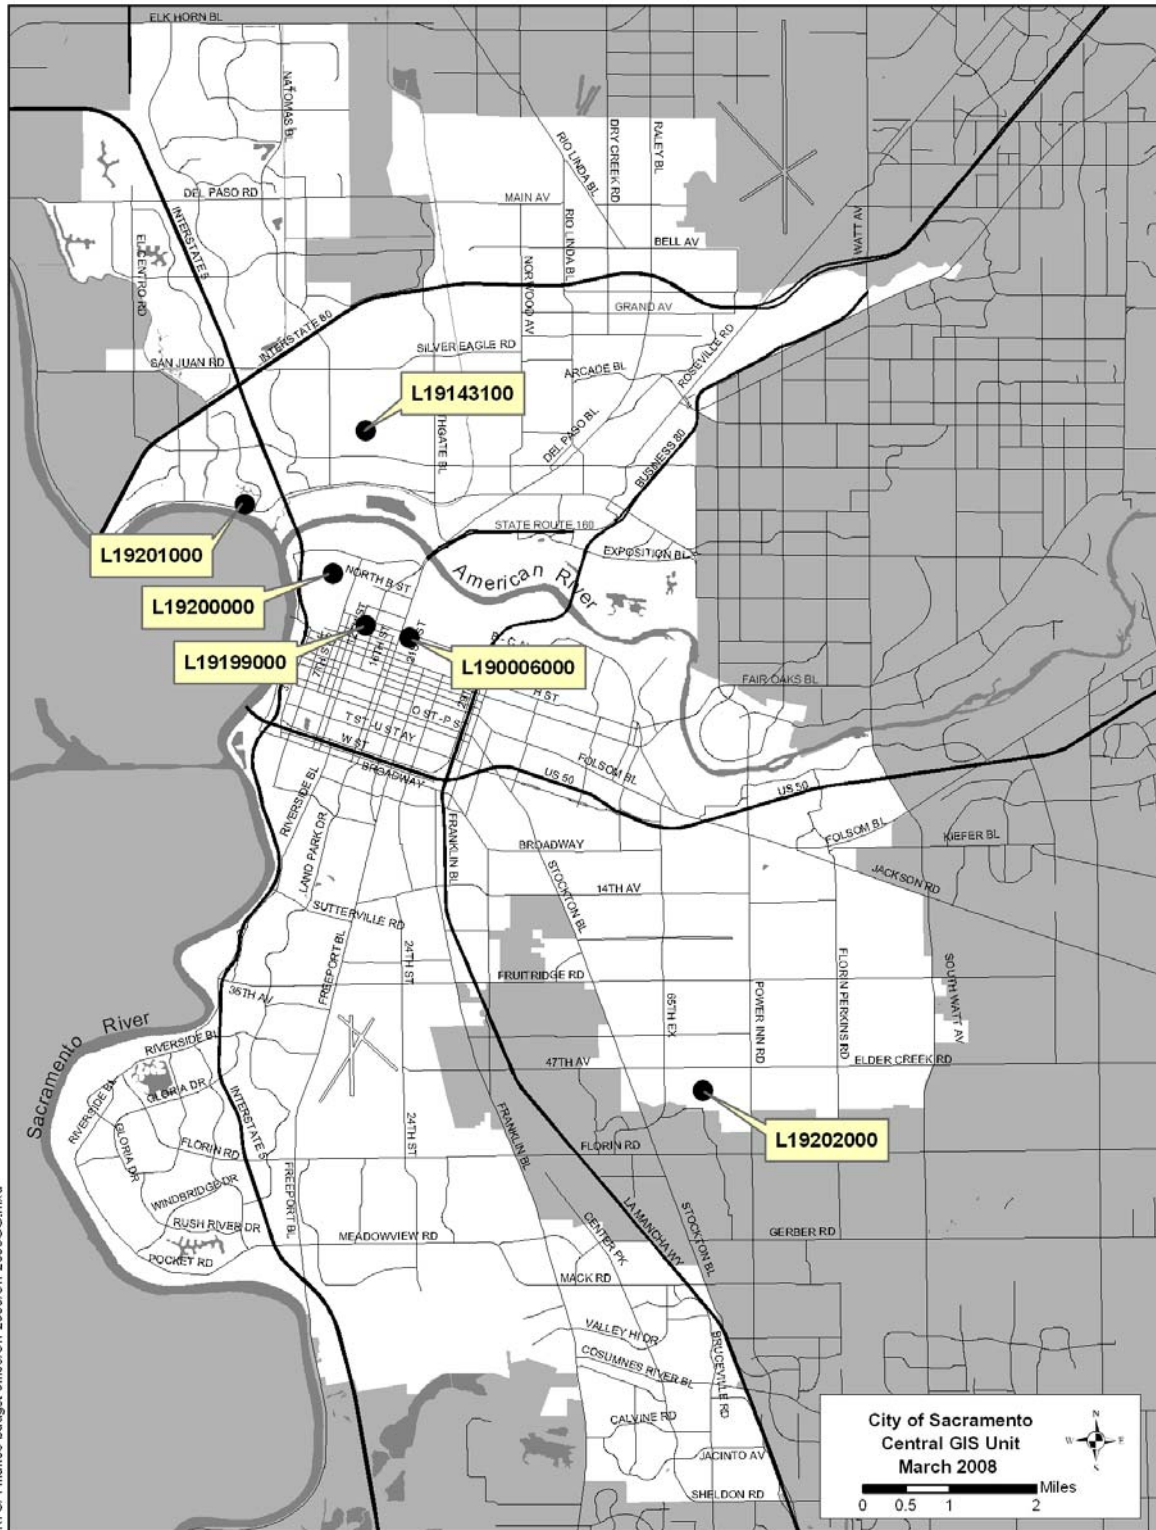 ELK HORN BL
NATOMAS BL
RIO LINDA BL
DRY CREEK RD
RALEY BL
DEL PASO RD
MAIN AV
INTERSTATE 5
EL CENTRO RD
RIO LINDA BL
BELL AV
WATT AV
NORWOOD AV
GRAND AV
INTERSTATE 80
SILVER EAGLE RD
SAN JUAN RD
ARCADE BL
ROSEVILLE RD
L19143100
THGATE BL
DEL PASO BL
BUSINESS 80
STATE ROUTE 160
L19201000
EXPOSITION BL
American River
NORTH B ST
L19200000
16TH ST
L19199000
L190006000
7TH ST
H ST
FAIR OAKS BL
O ST - P S
T ST - U ST AY
W ST
BROADWAY
FOLSOM BL
US 50
US 50
RIVERSIDE BL
LAND PARK DR
FRANKLIN BL
BROADWAY
FOLSOM BL
KIEFER BL
STOCKTON BL
JACKSON RD
14TH AV
SUTTERVILLE RD
FREEPORT BL
24TH ST
FRUITRIDGE RD
35TH AV
65TH EX
POWER INN RD
FLORIN PERKINS RD
SOUTH WATT AV
Sacramento River
RIVERSIDE BL
47TH AV
ELDER CREEK RD
RIVERSIDE BL
GLORIA DR
GLORIA DR
INTERSTATE 5
24TH ST
FRANKLIN BL
L19202000
FLORIN RD
FLORIN RD
WINDBRIDGE DR
FREEPORT BL
RUSH RIVER DR
POCKET RD
MEADOWVIEW RD
CENTER PK
LA MANCHA WY
STOCKTON BL
GERBER RD
MACK RD
VALLEY HI DR
COSUMNES RIVER BL
BRUCEVILLE RD
CALVINE RD
JACINTO AV
SHELDON RD
City of Sacramento
Central GIS Unit
March 2008
N
W E
S
Miles
0 0.5 1 2